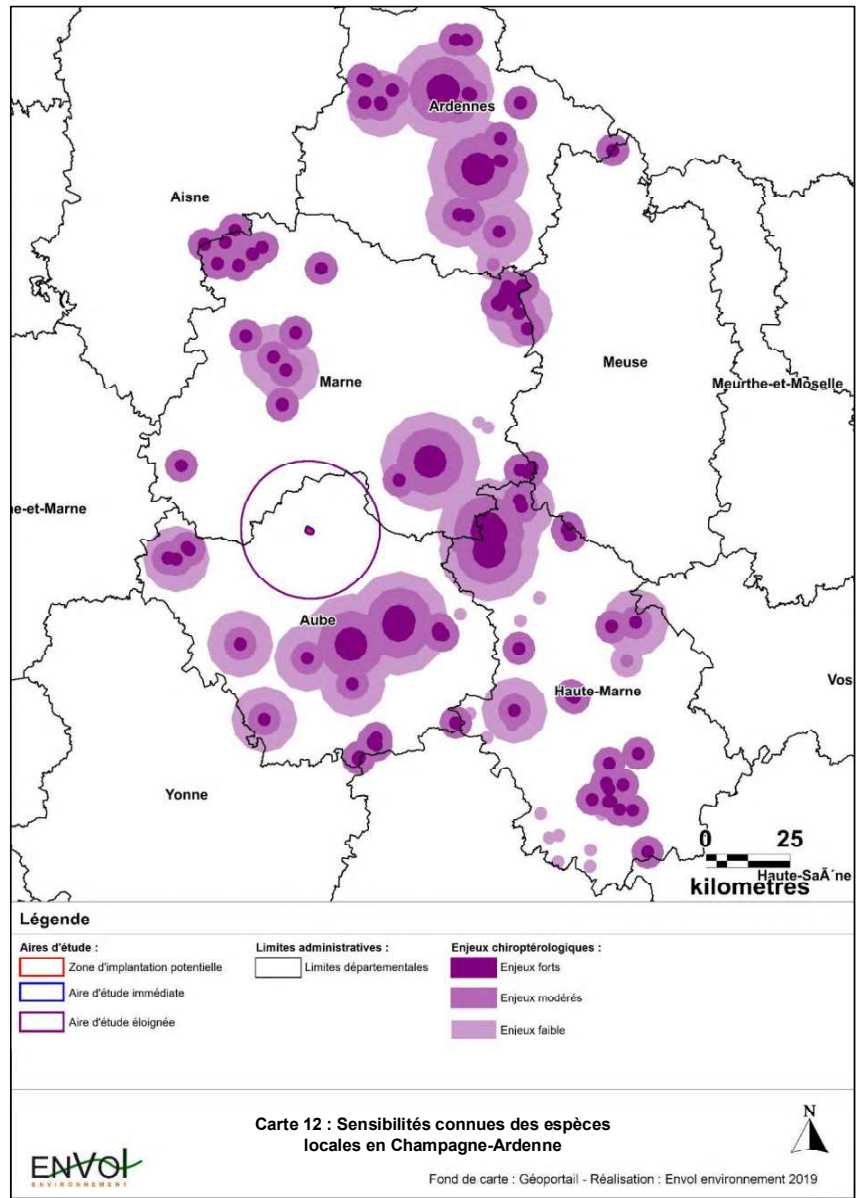 Ardennes
Aisne
Marne
Meuse
Meurthe-et-Moselle
ne-et-Marne
Aube
Haute-Marne
Vos
Yonne
0 25
kilomètres
Haute-SaÃ´ne
Légende
Aires d'étude :
Zone d'implantation potentielle
Aire d'étude immédiate
Aire d'étude éloignée
Limites administratives :
Limites départementales
Enjeux chiroptérologiques :
Enjeux forts
Enjeux modérés
Enjeux faible
Carte 12 : Sensibilités connues des espèces
locales en Champagne-Ardenne
N
ENVOL
ENVIRONNEMENT
Fond de carte : Géoportail - Réalisation : Envol environnement 2019